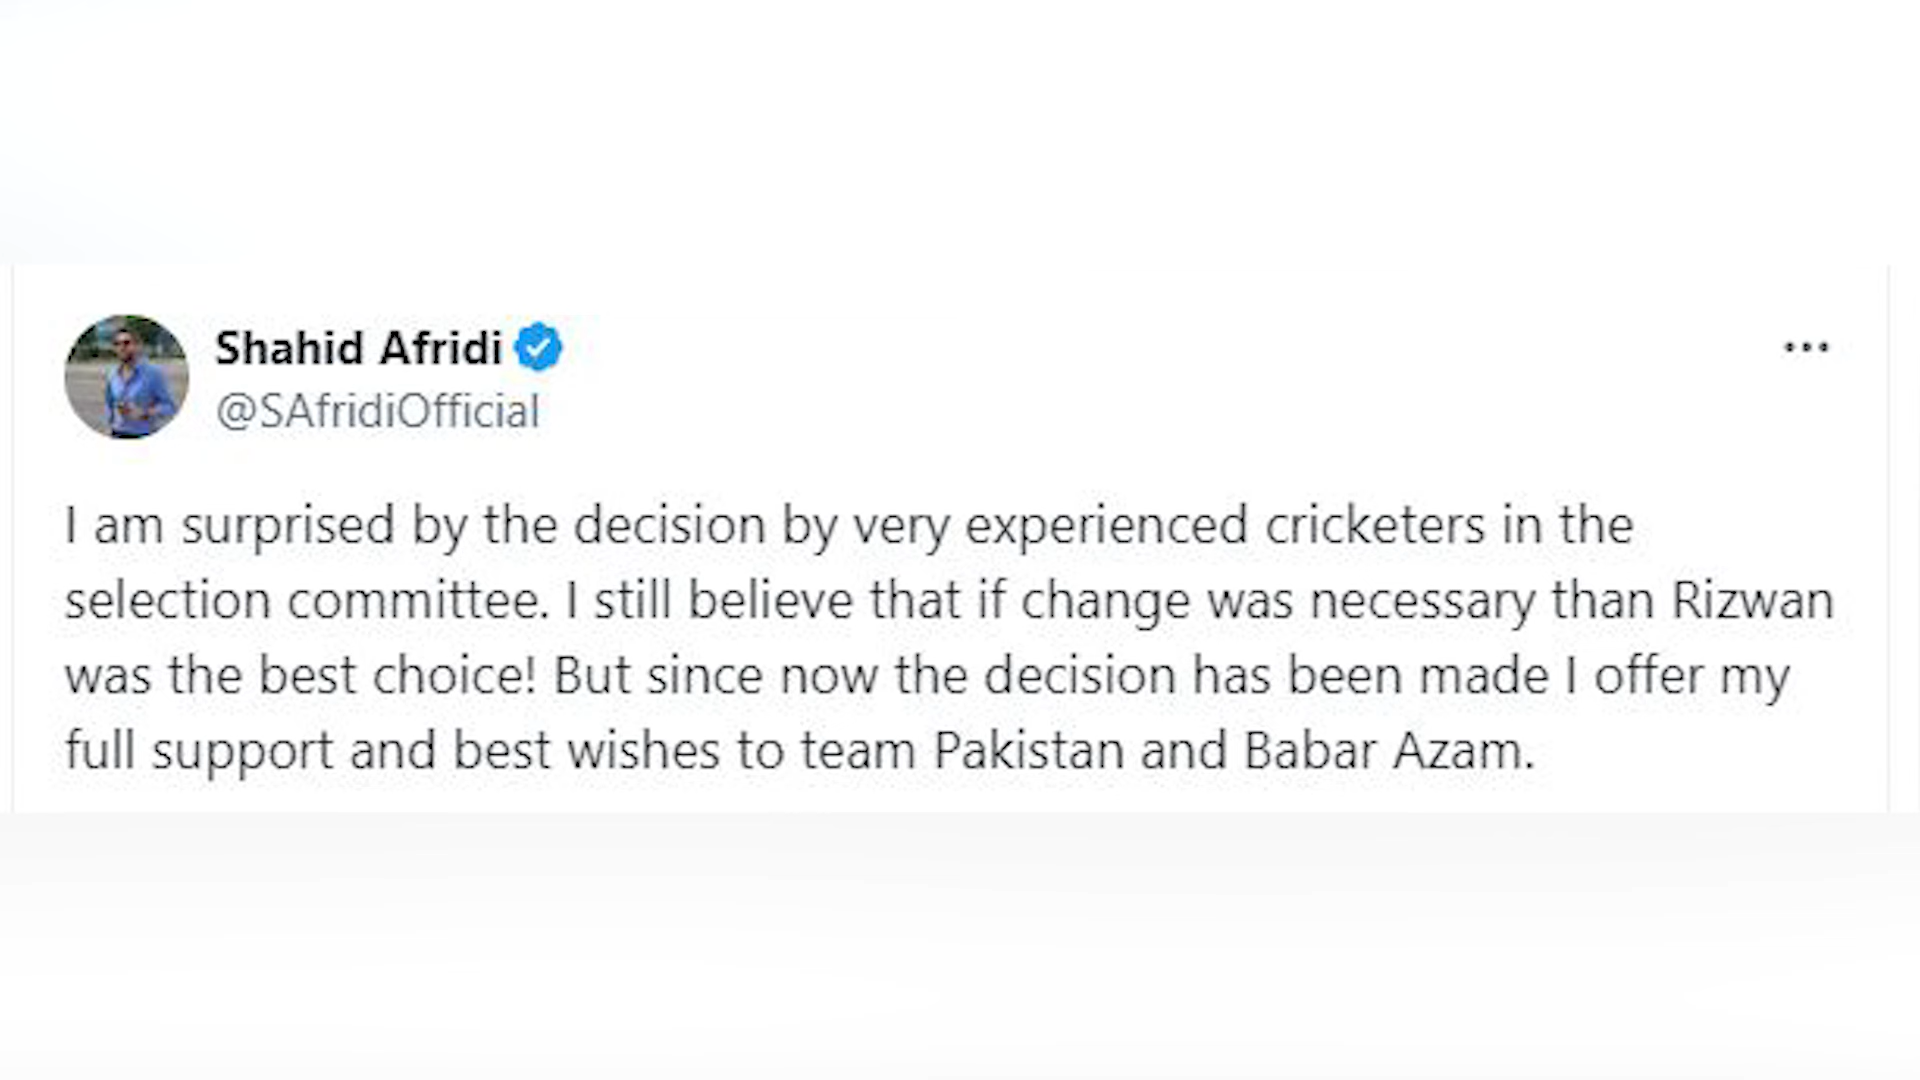 Shahid Afridi
@SAfridiOfficial
I am surprised by the decision by very experienced cricketers in the
selection committee. I still believe that if change was necessary than Rizwan
was the best choice! But since now the decision has been made I offer my
full support and best wishes to team Pakistan and Babar Azam.